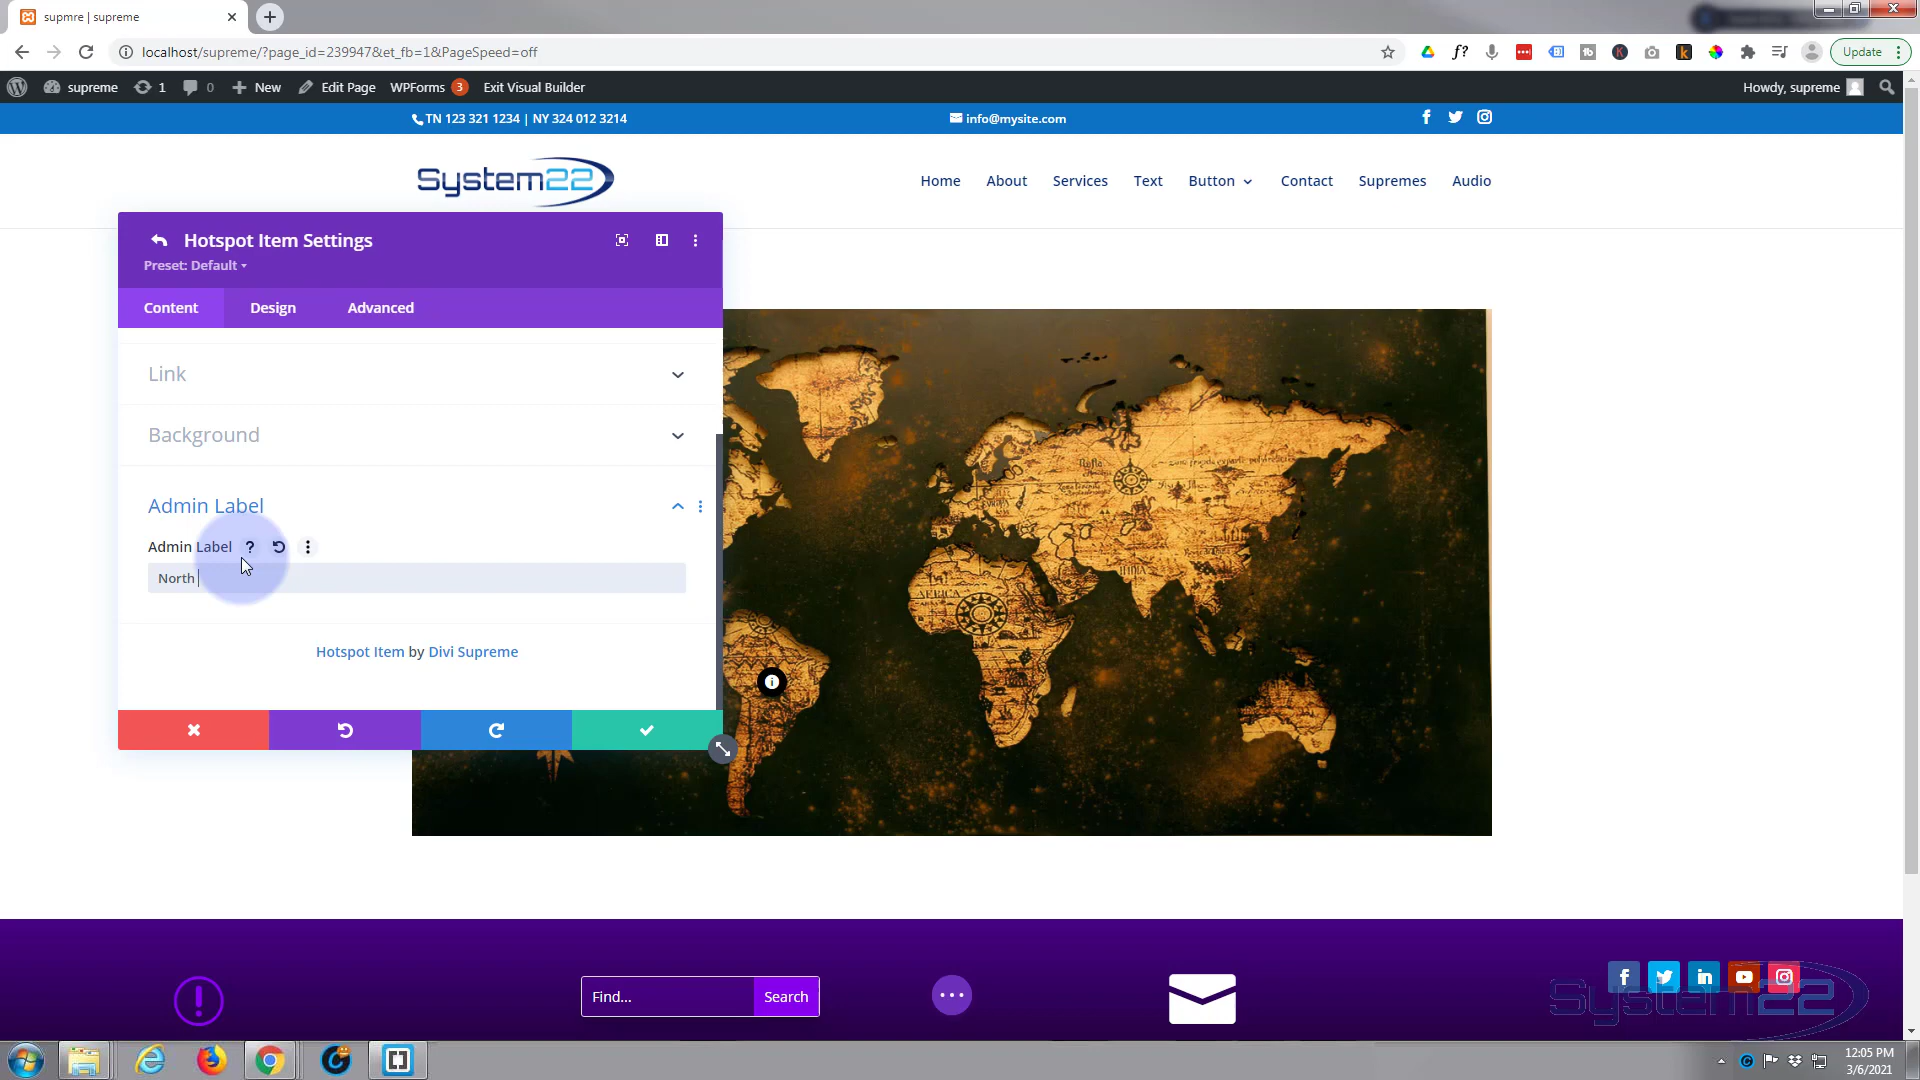 supmre | supreme
localhost/supreme/?page_id=239947&et_fb=1&PageSpeed=off
Update
supreme 1 0 New Edit Page WPForms 3 Exit Visual Builder Howdy, supreme
TN 123 321 1234 | NY 324 012 3214
info@mysite.com
System22
Home About Services Text Button Contact Supremes Audio
Hotspot Item Settings
Preset: Default
Content Design Advanced
Link
Background
Admin Label
Admin Label ?
North
Hotspot Item by Divi Supreme
AFRICA
INDIA
Find... Search
System22
12:05 PM
3/6/2021